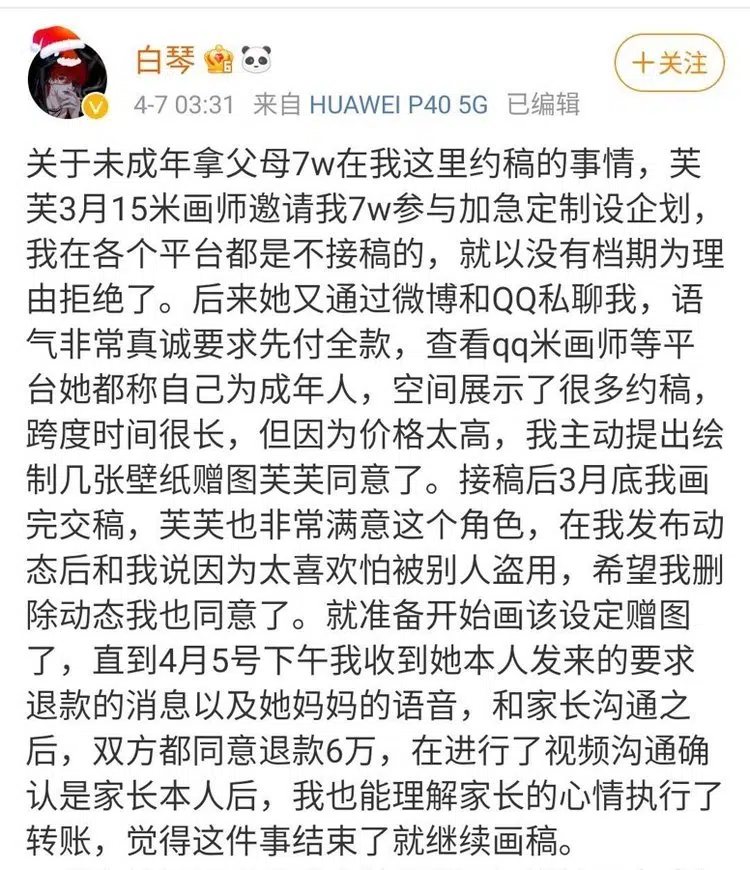 白琴
+关注
4-7 03:31 来自 HUAWEI P40 5G 已编辑
关于未成年拿父母7w在我这里约稿的事情，芙
芙3月15米画师邀请我7w参与加急定制设企划，
我在各个平台都是不接稿的，就以没有档期为理
由拒绝了。后来她又通过微博和QQ私聊我，语
气非常真诚要求先付全款，查看qq米画师等平
台她都称自己为成年人，空间展示了很多约稿，
跨度时间很长，但因为价格太高，我主动提出绘
制几张壁纸赠图芙芙同意了。接稿后3月底我画
完交稿，芙芙也非常满意这个角色，在我发布动
态后和我说因为太喜欢怕被别人盗用，希望我删
除动态我也同意了。就准备开始画该设定赠图
了，直到4月5号下午我收到她本人发来的要求
退款的消息以及她妈妈的语音，和家长沟通之
后，双方都同意退款6万，在进行了视频沟通确
认是家长本人后，我也能理解家长的心情执行了
转账，觉得这件事结束了就继续画稿。